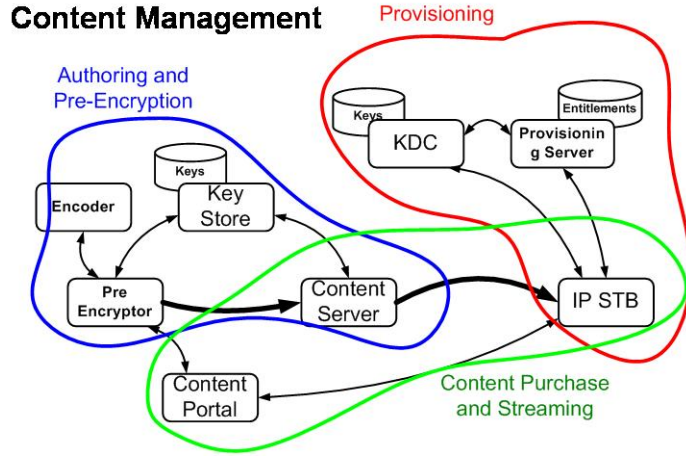 Content Management
Provisioning
Authoring and
Pre-Encryption
Keys
KDC
Entitlements
Provisionin
g Server
Keys
Key
Store
Encoder
Pre
Encryptor
Content
Server
IP STB
Content
Portal
Content Purchase
and Streaming